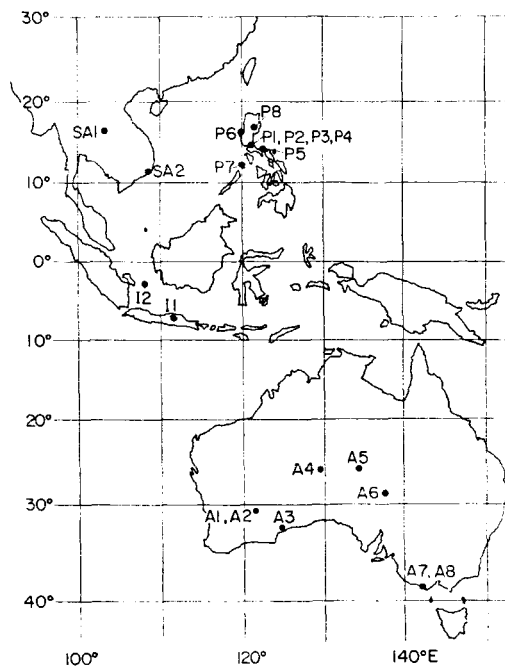 30°
20°
P8
SA1
P6
P1, P2, P3, P4
P5
SA2
P7
10°
0°
I2
I1
10°
20°
A4
A5
A6
30°
A1, A2
A3
A7, A8
40°
100°
120°
140°E